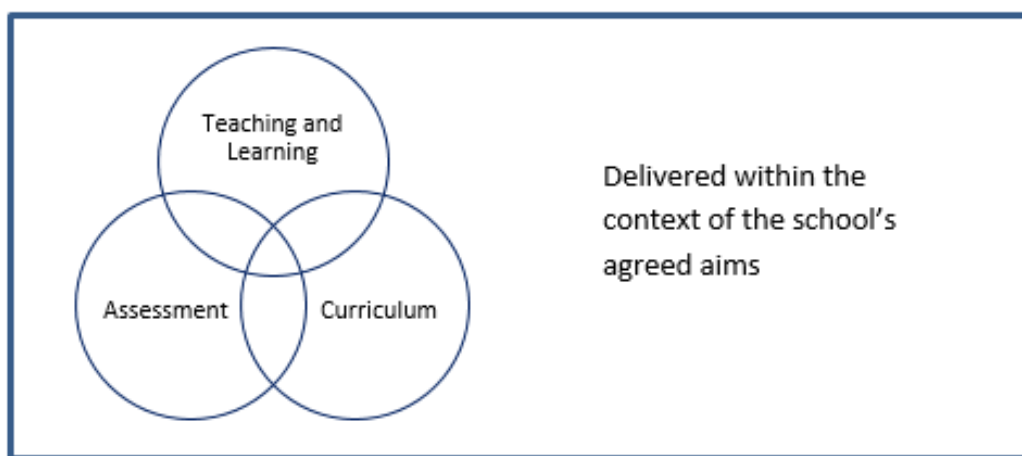 Teaching and
Learning
Assessment
Curriculum
Delivered within the
context of the school’s
agreed aims